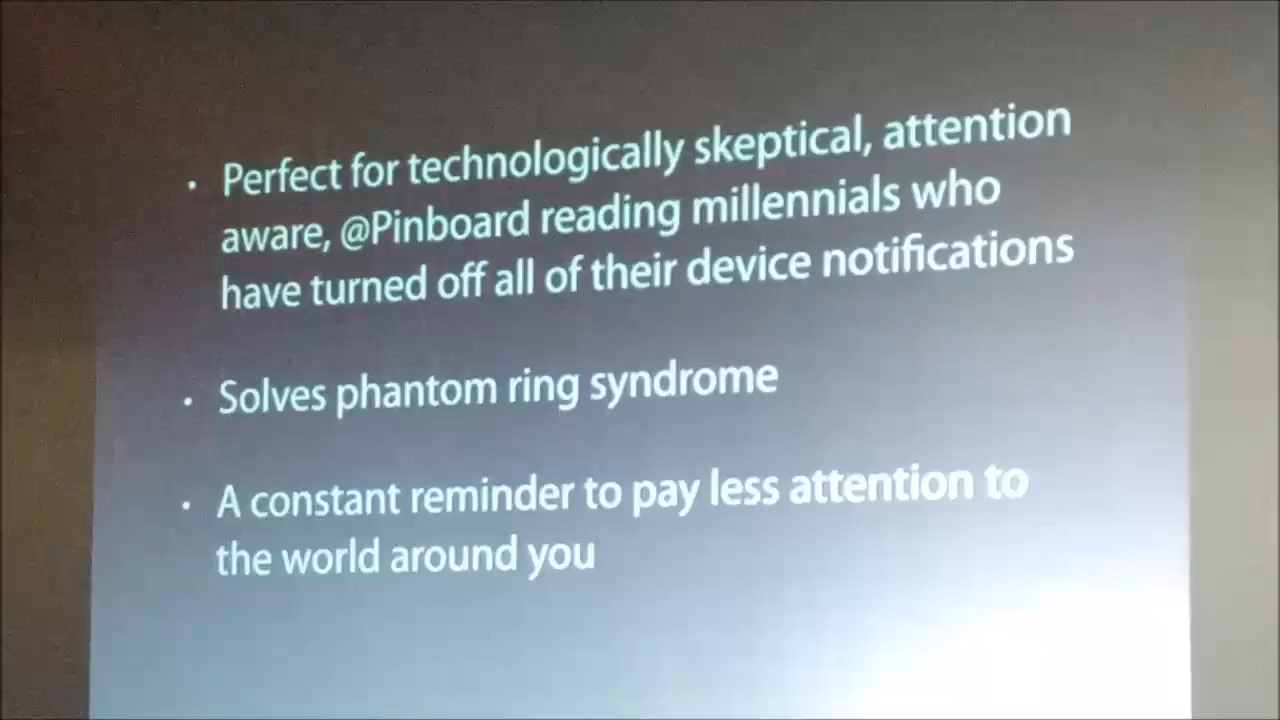 · Perfect for technologically skeptical, attention
aware, @Pinboard reading millennials who
have turned off all of their device notifications
· Solves phantom ring syndrome
· A constant reminder to pay less attention to
the world around you